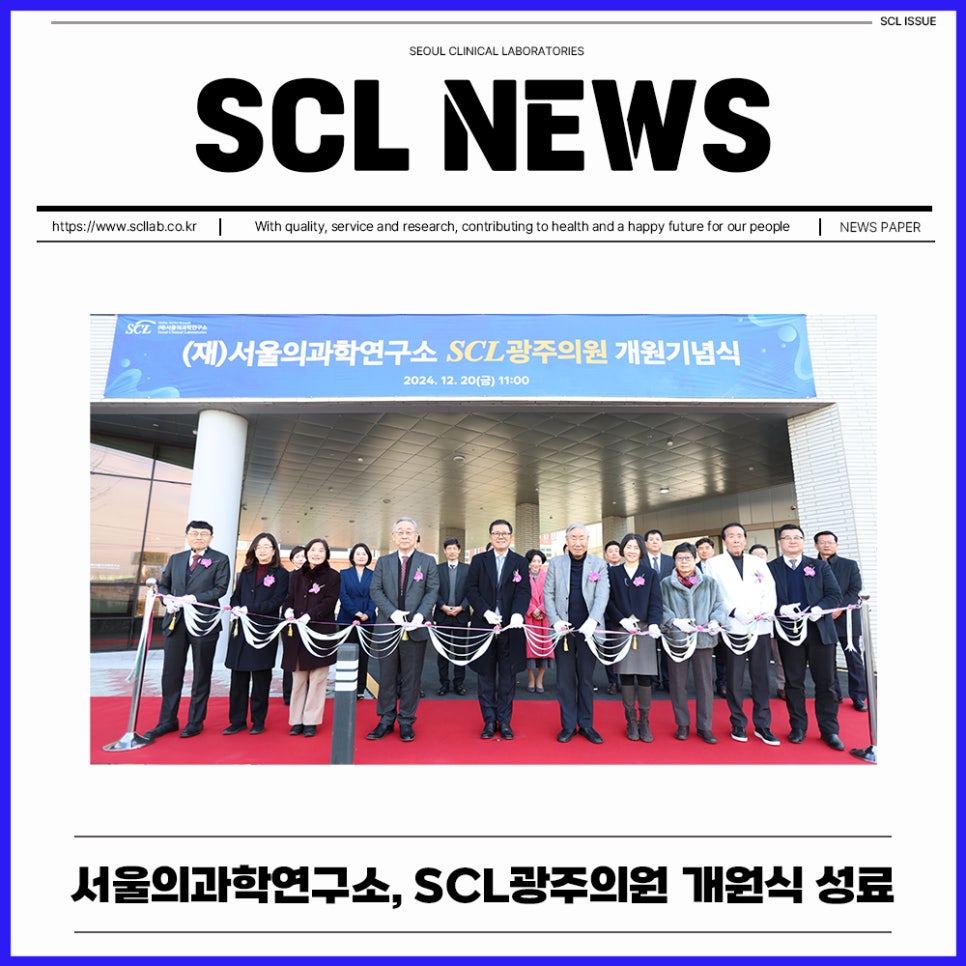 SCL ISSUE
SEOUL CLINICAL LABORATORIES
SCL NEWS
https://www.scllab.co.kr | With quality, service and research, contributing to health and a happy future for our people | NEWS PAPER
SCL (재)서울의과학연구소
Seoul Clinical Laboratories
(재)서울의과학연구소 SCL광주의원 개원기념식
2024. 12. 20(금) 11:00
서울의과학연구소, SCL광주의원 개원식 성료